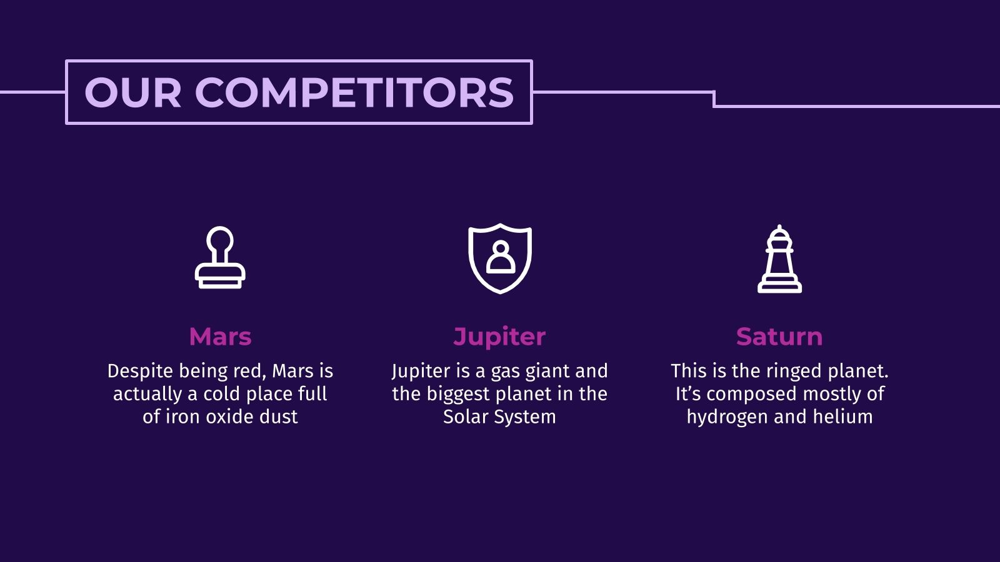 OUR COMPETITORS
Mars
Despite being red, Mars is
actually a cold place full
of iron oxide dust
Jupiter
Jupiter is a gas giant and
the biggest planet in the
Solar System
Saturn
This is the ringed planet.
It’s composed mostly of
hydrogen and helium